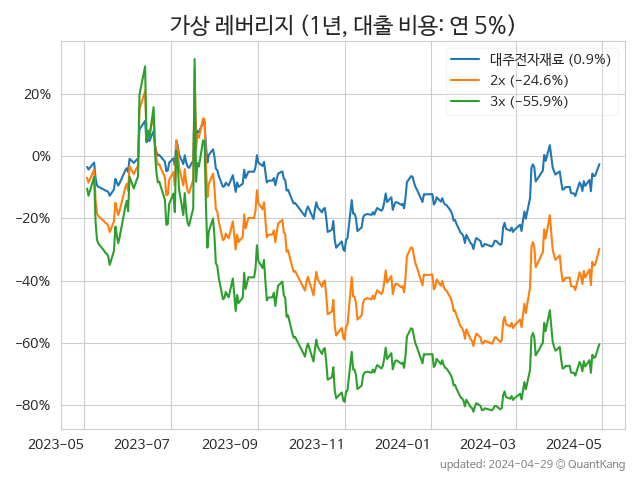 가상 레버리지 (1년, 대출 비용: 연 5%)
대주전자재료 (0.9%)
2x (−24.6%)
3x (−55.9%)
20%
0%
−20%
−40%
−60%
−80%
2023-05 2023-07 2023-09 2023-11 2024-01 2024-03 2024-05
updated: 2024-04-29 © QuantKang